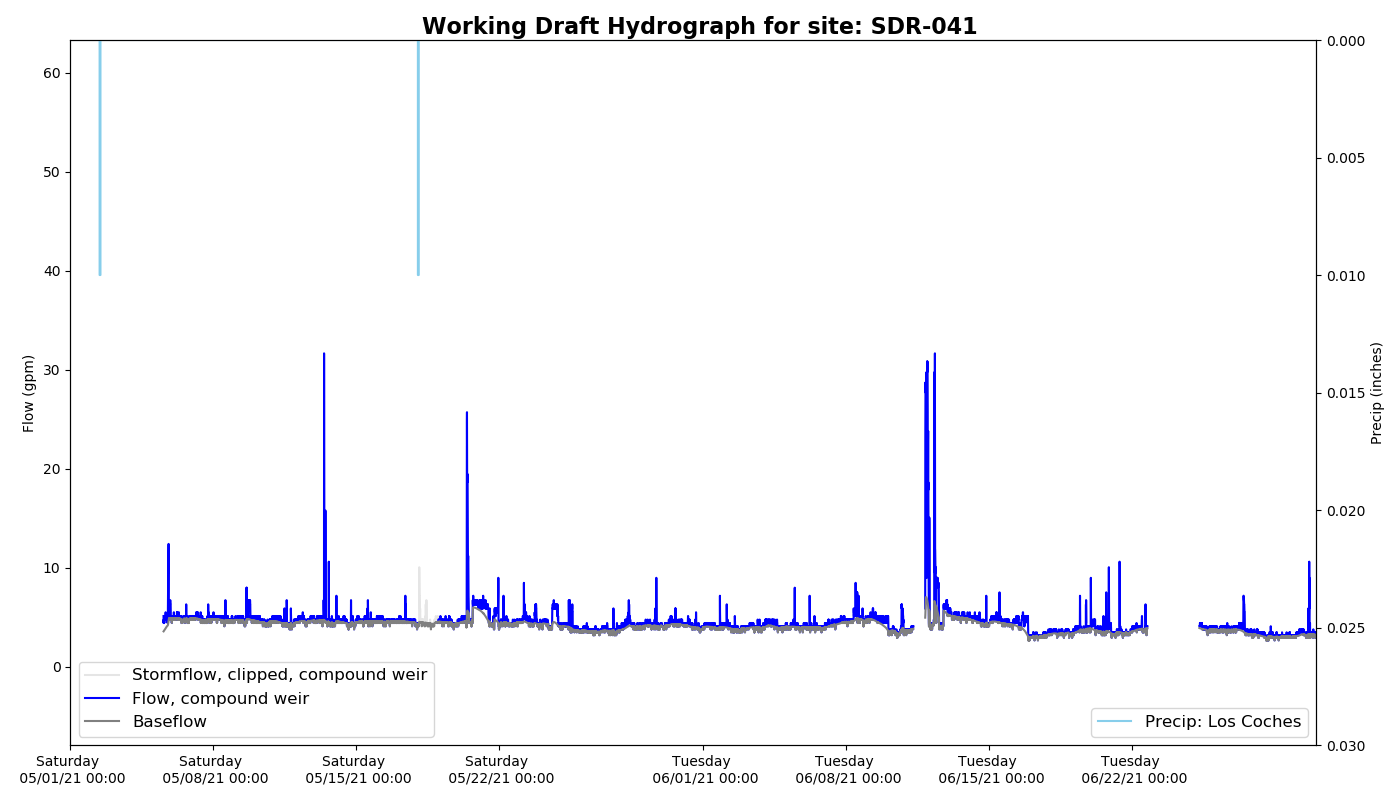 Working Draft Hydrograph for site: SDR-041
60
50
40
30
20
10
0
Flow (gpm)
0.000
0.005
0.010
0.015
0.020
0.025
0.030
Precip (inches)
Stormflow, clipped, compound weir
Flow, compound weir
Baseflow
Precip: Los Coches
Saturday
05/01/21 00:00
Saturday
05/08/21 00:00
Saturday
05/15/21 00:00
Saturday
05/22/21 00:00
Tuesday
06/01/21 00:00
Tuesday
06/08/21 00:00
Tuesday
06/15/21 00:00
Tuesday
06/22/21 00:00